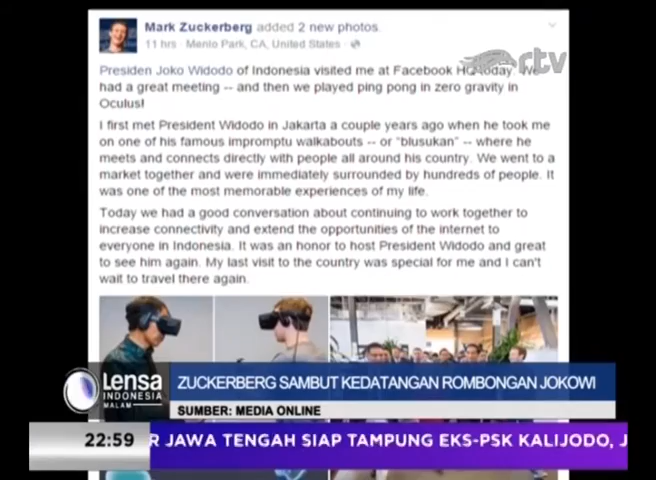 Mark Zuckerberg added 2 new photos.
11 hrs · Menlo Park, CA, United States ·
rtv
Presiden Joko Widodo of Indonesia visited me at Facebook HQ today. We
had a great meeting -- and then we played ping pong in zero gravity in
Oculus!
I first met President Widodo in Jakarta a couple years ago when he took me
on one of his famous impromptu walkabouts -- or "blusukan" -- where he
meets and connects directly with people all around his country. We went to a
market together and were immediately surrounded by hundreds of people. It
was one of the most memorable experiences of my life.
Today we had a good conversation about continuing to work together to
increase connectivity and extend the opportunities of the internet to
everyone in Indonesia. It was an honor to host President Widodo and great
to see him again. My last visit to the country was special for me and I can't
wait to travel there again.
Lensa
INDONESIA
MALAM
ZUCKERBERG SAMBUT KEDATANGAN ROMBONGAN JOKOWI
SUMBER: MEDIA ONLINE
22:59
R JAWA TENGAH SIAP TAMPUNG EKS-PSK KALIJODO, J